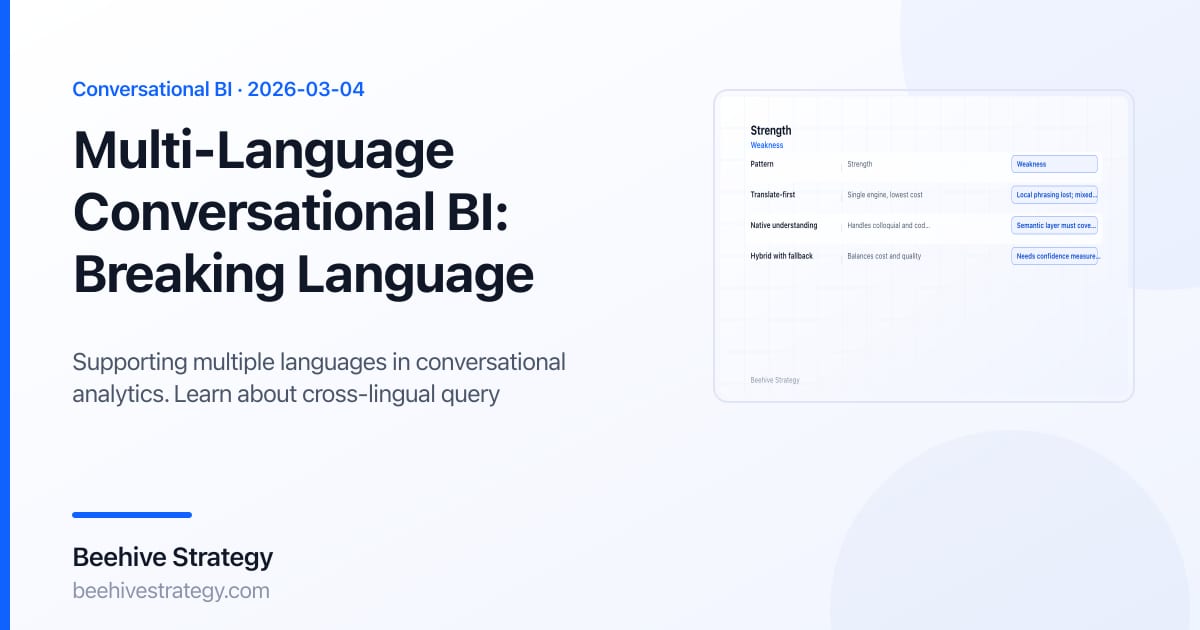 Conversational BI · 2026-03-04
Multi-Language
Conversational BI:
Breaking Language
Supporting multiple languages in conversational
analytics. Learn about cross-lingual query
Beehive Strategy
beehivestrategy.com
Strength
Weakness
Pattern Strength Weakness
Translate-first Single engine, lowest cost Local phrasing lost; mixed...
Native understanding Handles colloquial and cod... Semantic layer must cove...
Hybrid with fallback Balances cost and quality Needs confidence measure...
Beehive Strategy